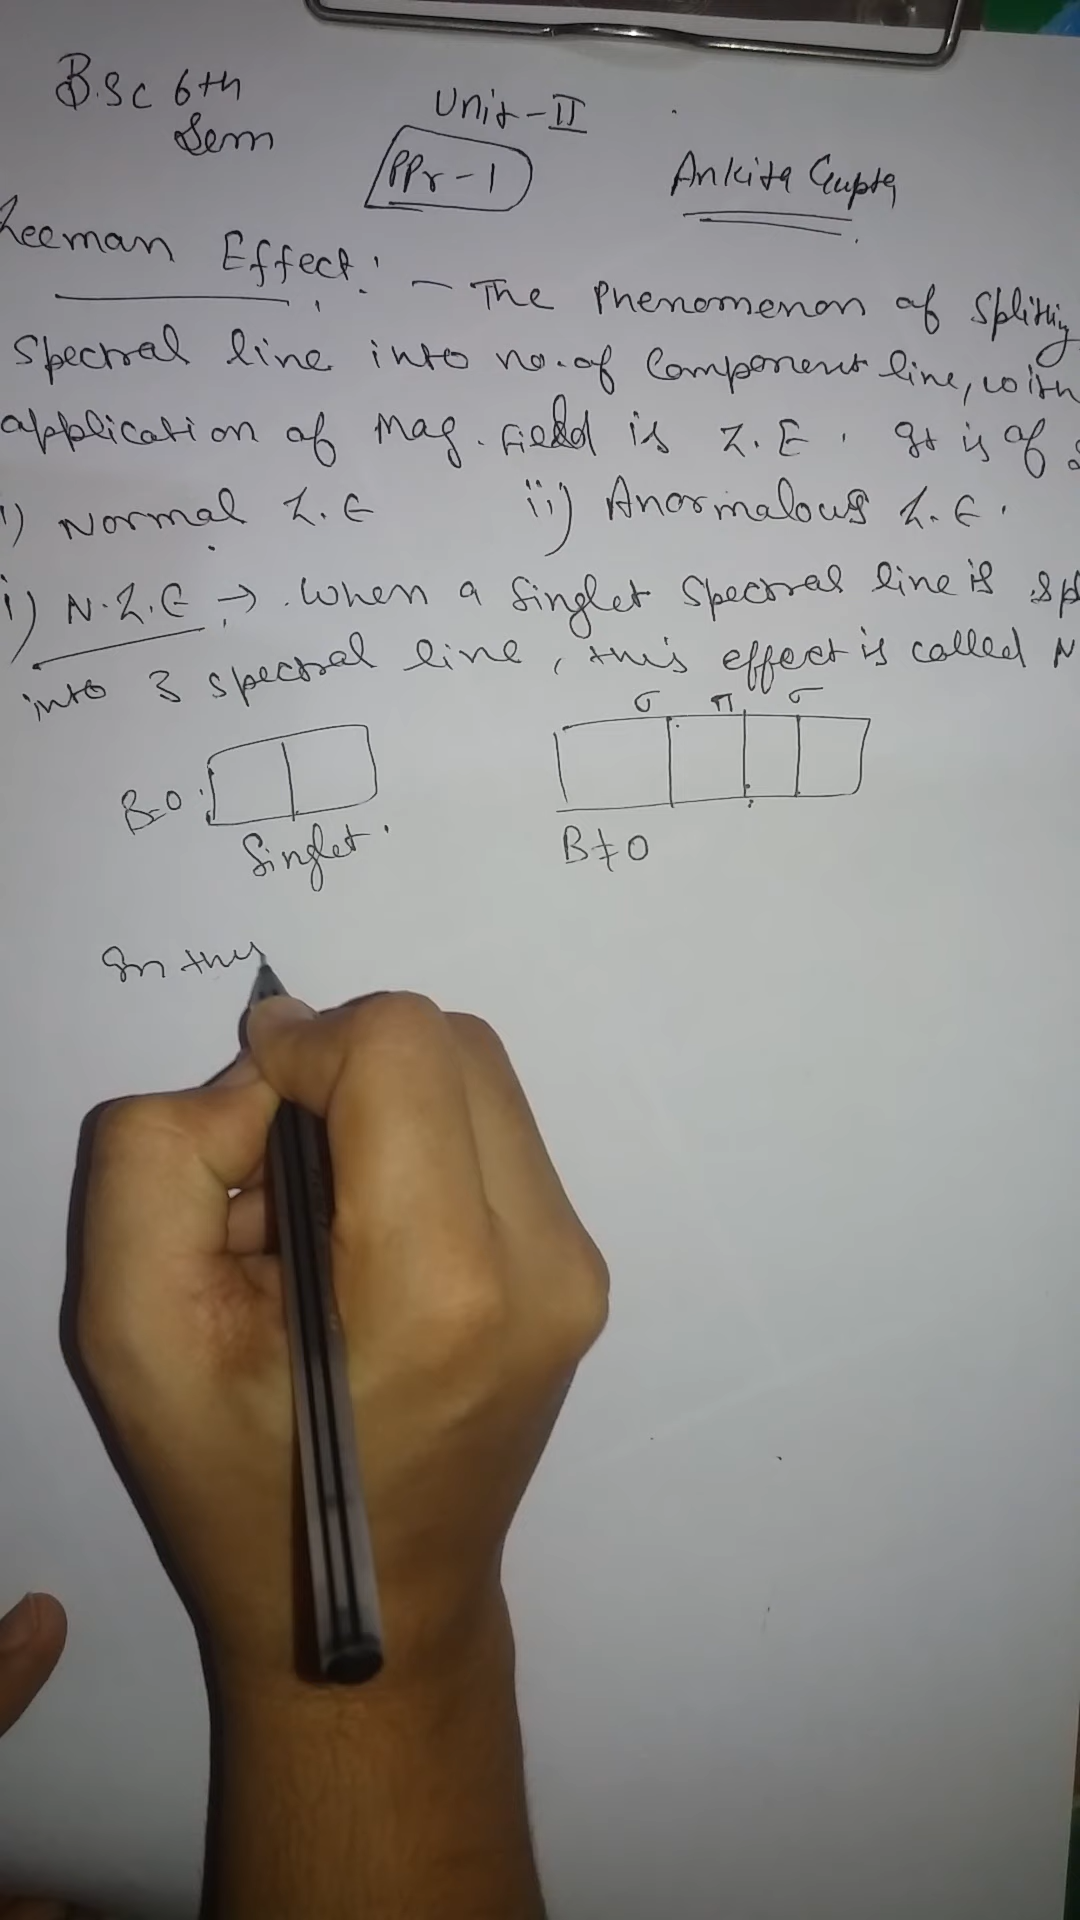 B.Sc 6th
Sem
Unit-II
PPr-1
Ankita Gupta
Zeeman Effect:- The Phenomenon of Spliting
Spectral line into no. of Component line, with
application of Mag. Field is Z.E. It is of
i) Normal Z.E ii) Anormalous Z.E.
i) N.Z.E → When a Singlet Spectral line is Sp
into 3 spectral line, this effect is called N
σ π σ
B=0
Singlet.
B≠0
In this